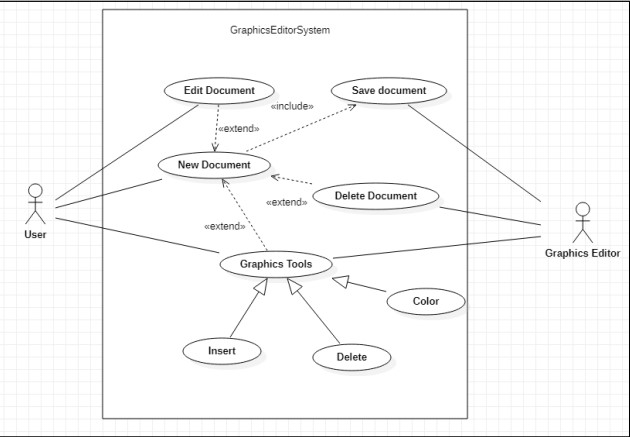 GraphicsEditorSystem
Edit Document
Save document
«include»
«extend»
New Document
Delete Document
«extend»
«extend»
User
Graphics Editor
Graphics Tools
Color
Insert
Delete